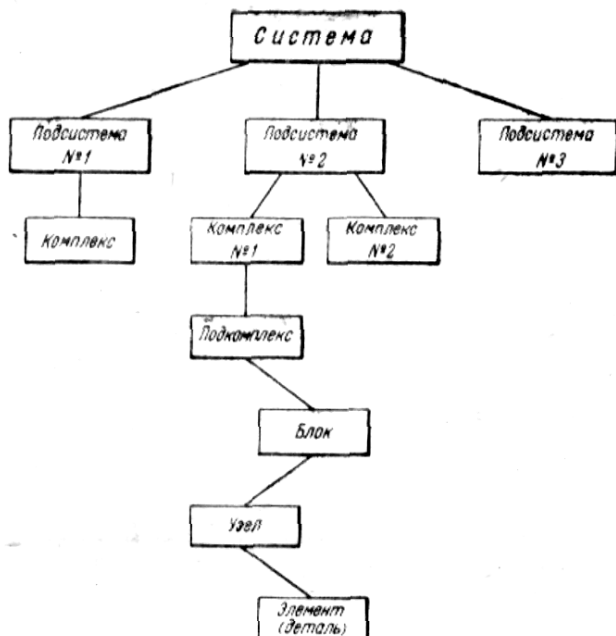 Система
Подсистема
№1
Подсистема
№2
Подсистема
№3
Комплекс
Комплекс
№1
Комплекс
№2
Подкомплекс
Блок
Узел
Элемент
(деталь)